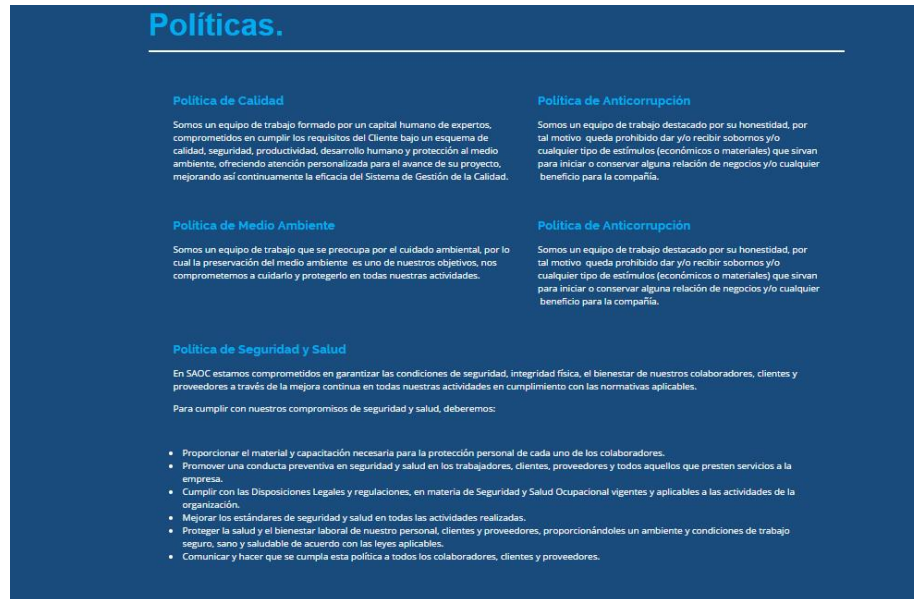 Políticas.
Política de Calidad
Somos un equipo de trabajo formado por un capital humano de expertos,
comprometidos en cumplir los requisitos del Cliente bajo un esquema de
calidad, seguridad, productividad, desarrollo humano y protección al medio
ambiente, ofreciendo atención personalizada para el avance de su proyecto,
mejorando así continuamente la eficacia del Sistema de Gestión de la Calidad.
Política de Anticorrupción
Somos un equipo de trabajo destacado por su honestidad, por
tal motivo queda prohibido dar y/o recibir sobornos y/o
cualquier tipo de estímulos (económicos o materiales) que sirvan
para iniciar o conservar alguna relación de negocios y/o cualquier
beneficio para la compañía.
Política de Medio Ambiente
Somos un equipo de trabajo que se preocupa por el cuidado ambiental, por lo
cual la preservación del medio ambiente es uno de nuestros objetivos, nos
comprometemos a cuidarlo y protegerlo en todas nuestras actividades.
Política de Anticorrupción
Somos un equipo de trabajo destacado por su honestidad, por
tal motivo queda prohibido dar y/o recibir sobornos y/o
cualquier tipo de estímulos (económicos o materiales) que sirvan
para iniciar o conservar alguna relación de negocios y/o cualquier
beneficio para la compañía.
Política de Seguridad y Salud
En SAOC estamos comprometidos en garantizar las condiciones de seguridad, integridad física, el bienestar de nuestros colaboradores, clientes y
proveedores a través de la mejora continua en todas nuestras actividades en cumplimiento con las normativas aplicables.
Para cumplir con nuestros compromisos de seguridad y salud, deberemos:
• Proporcionar el material y capacitación necesaria para la protección personal de cada uno de los colaboradores.
• Promover una conducta preventiva en seguridad y salud en los trabajadores, clientes, proveedores y todos aquellos que presten servicios a la
empresa.
• Cumplir con las Disposiciones Legales y regulaciones, en materia de Seguridad y Salud Ocupacional vigentes y aplicables a las actividades de la
organización.
• Mejorar los estándares de seguridad y salud en todas las actividades realizadas.
• Proteger la salud y el bienestar laboral de nuestro personal, clientes y proveedores, proporcionándoles un ambiente y condiciones de trabajo
seguro, sano y saludable de acuerdo con las leyes aplicables.
• Comunicar y hacer que se cumpla esta política a todos los colaboradores, clientes y proveedores.